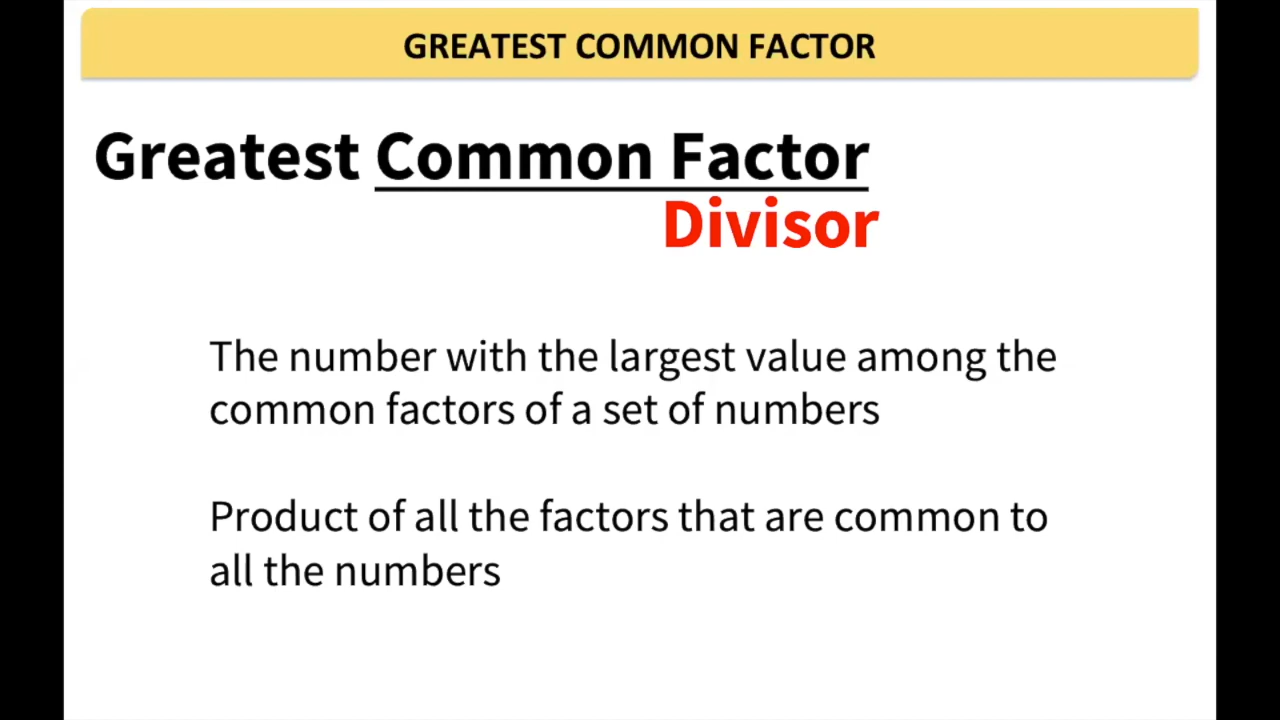 GREATEST COMMON FACTOR
Greatest Common Factor
Divisor
The number with the largest value among the
common factors of a set of numbers
Product of all the factors that are common to
all the numbers